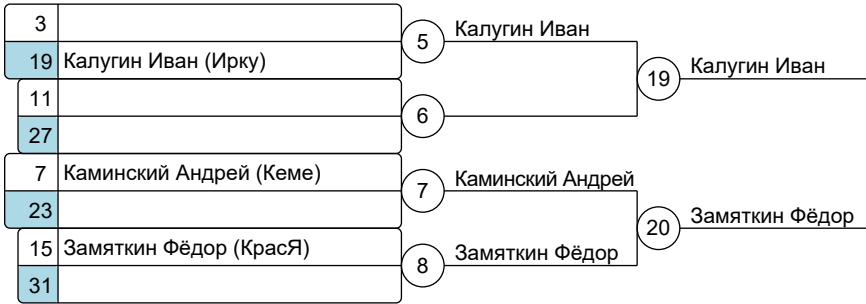 3
5 Калугин Иван
19 Калугин Иван (Ирку)
19 Калугин Иван
11
6
27
7 Каминский Андрей (Кеме)
7 Каминский Андрей
23
20 Замяткин Фёдор
15 Замяткин Фёдор (КрасЯ)
8 Замяткин Фёдор
31